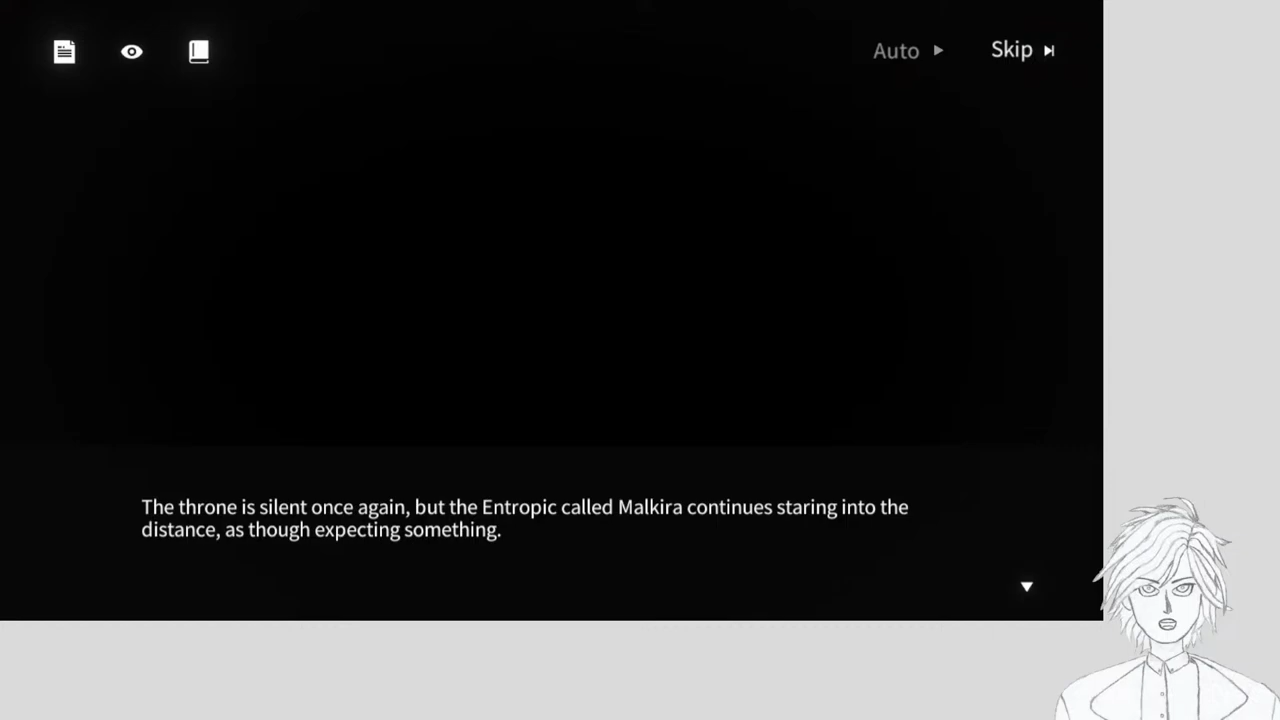 Auto
Skip
The throne is silent once again, but the Entropic called Malkira continues staring into the
distance, as though expecting something.